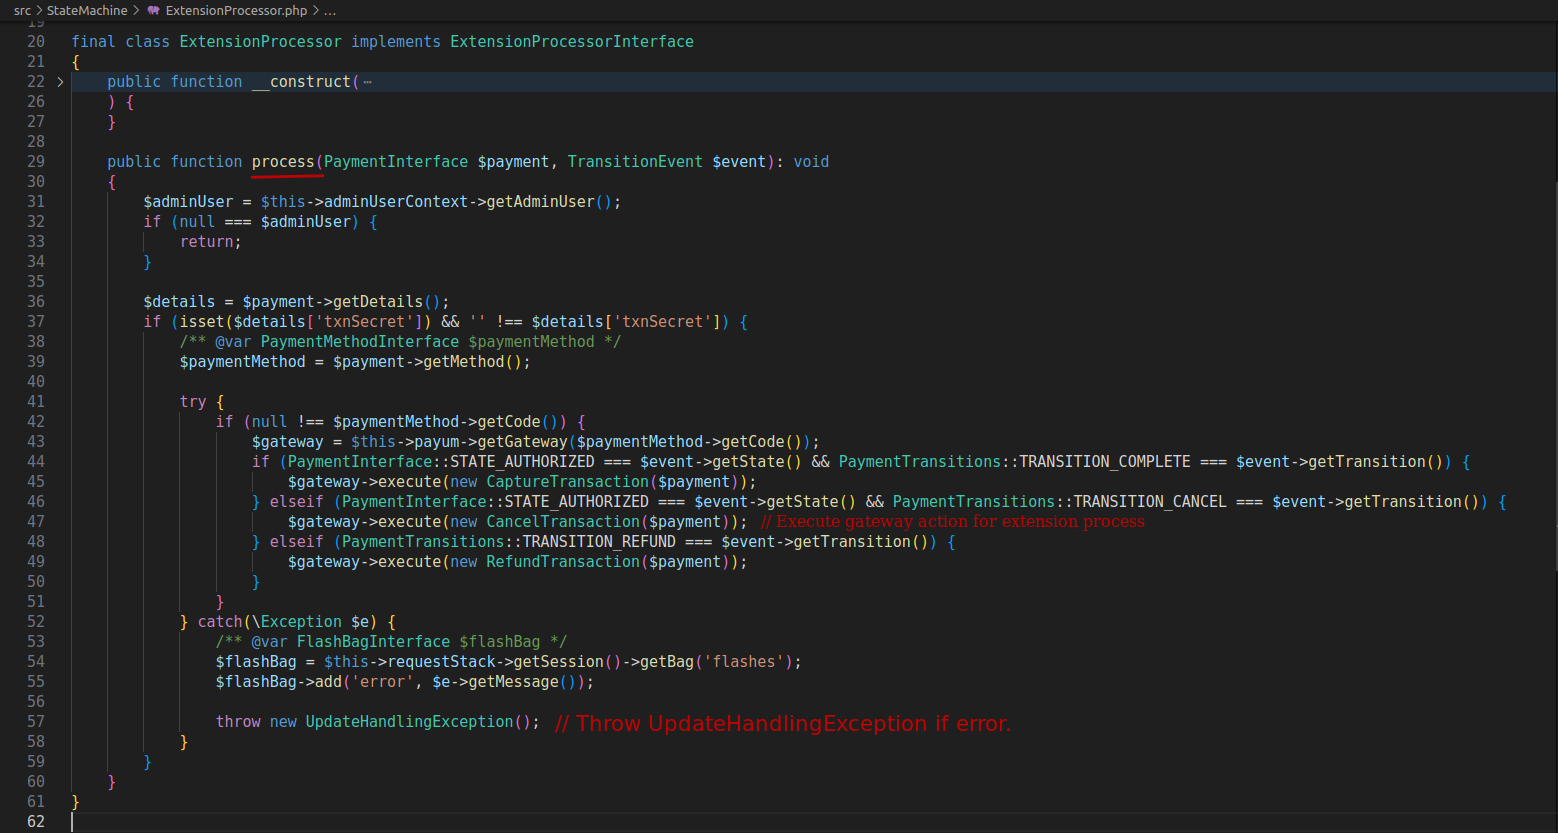 src > StateMachine > ExtensionProcessor.php > ...
19
20 final class ExtensionProcessor implements ExtensionProcessorInterface
21 {
22 > public function __construct( ⋯
26 ) {
27 }
28
29 public function process(PaymentInterface $payment, TransitionEvent $event): void
30 {
31 $adminUser = $this->adminUserContext->getAdminUser();
32 if (null === $adminUser) {
33 return;
34 }
35
36 $details = $payment->getDetails();
37 if (isset($details['txnSecret']) && '' !== $details['txnSecret']) {
38 /** @var PaymentMethodInterface $paymentMethod */
39 $paymentMethod = $payment->getMethod();
40
41 try {
42 if (null !== $paymentMethod->getCode()) {
43 $gateway = $this->payum->getGateway($paymentMethod->getCode());
44 if (PaymentInterface::STATE_AUTHORIZED === $event->getState() && PaymentTransitions::TRANSITION_COMPLETE === $event->getTransition()) {
45 $gateway->execute(new CaptureTransaction($payment));
46 } elseif (PaymentInterface::STATE_AUTHORIZED === $event->getState() && PaymentTransitions::TRANSITION_CANCEL === $event->getTransition()) {
47 $gateway->execute(new CancelTransaction($payment)); // Execute gateway action for extension process
48 } elseif (PaymentTransitions::TRANSITION_REFUND === $event->getTransition()) {
49 $gateway->execute(new RefundTransaction($payment));
50 }
51 }
52 } catch(\Exception $e) {
53 /** @var FlashBagInterface $flashBag */
54 $flashBag = $this->requestStack->getSession()->getBag('flashes');
55 $flashBag->add('error', $e->getMessage());
56
57 throw new UpdateHandlingException(); // Throw UpdateHandlingException if error.
58 }
59 }
60 }
61 }
62